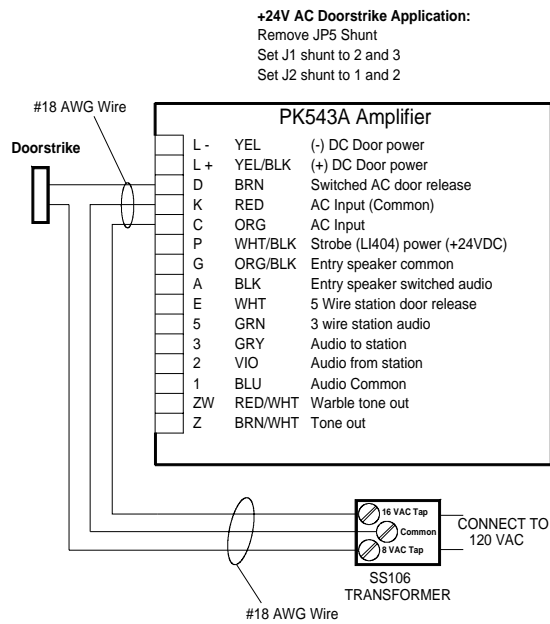 +24V AC Doorstrike Application:
Remove JP5 Shunt
Set J1 shunt to 2 and 3
Set J2 shunt to 1 and 2
#18 AWG Wire
Doorstrike
PK543A Amplifier
L - YEL (-) DC Door power
L + YEL/BLK (+) DC Door power
D BRN Switched AC door release
K RED AC Input (Common)
C ORG AC Input
P WHT/BLK Strobe (LI404) power (+24VDC)
G ORG/BLK Entry speaker common
A BLK Entry speaker switched audio
E WHT 5 Wire station door release
5 GRN 3 wire station audio
3 GRY Audio to station
2 VIO Audio from station
1 BLU Audio Common
ZW RED/WHT Warble tone out
Z BRN/WHT Tone out
16 VAC Tap
Common
8 VAC Tap
CONNECT TO
120 VAC
SS106
TRANSFORMER
#18 AWG Wire